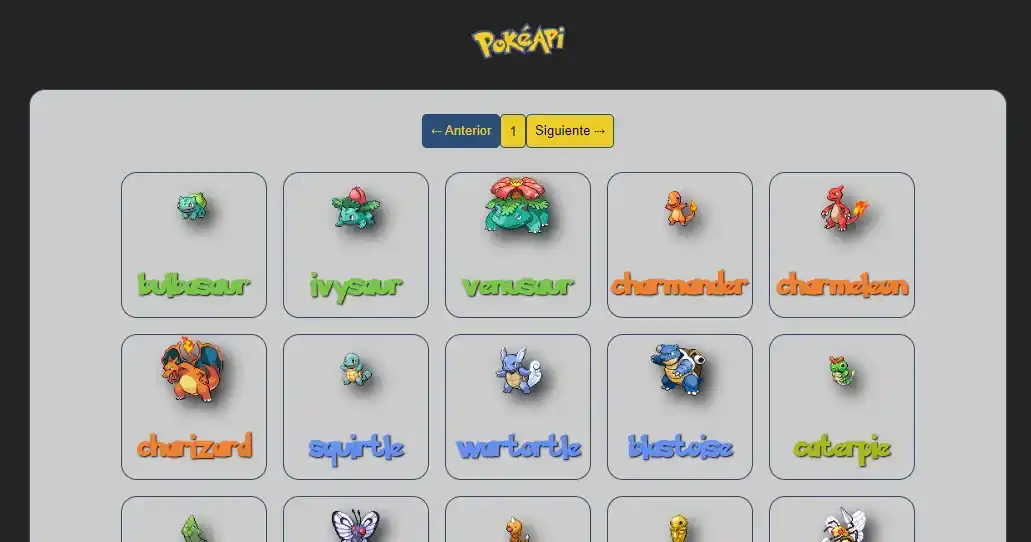 PokéApi
← Anterior 1 Siguiente →
bulbasaur ivysaur venusaur charmander charmeleon
charizard squirtle wartortle blastoise caterpie